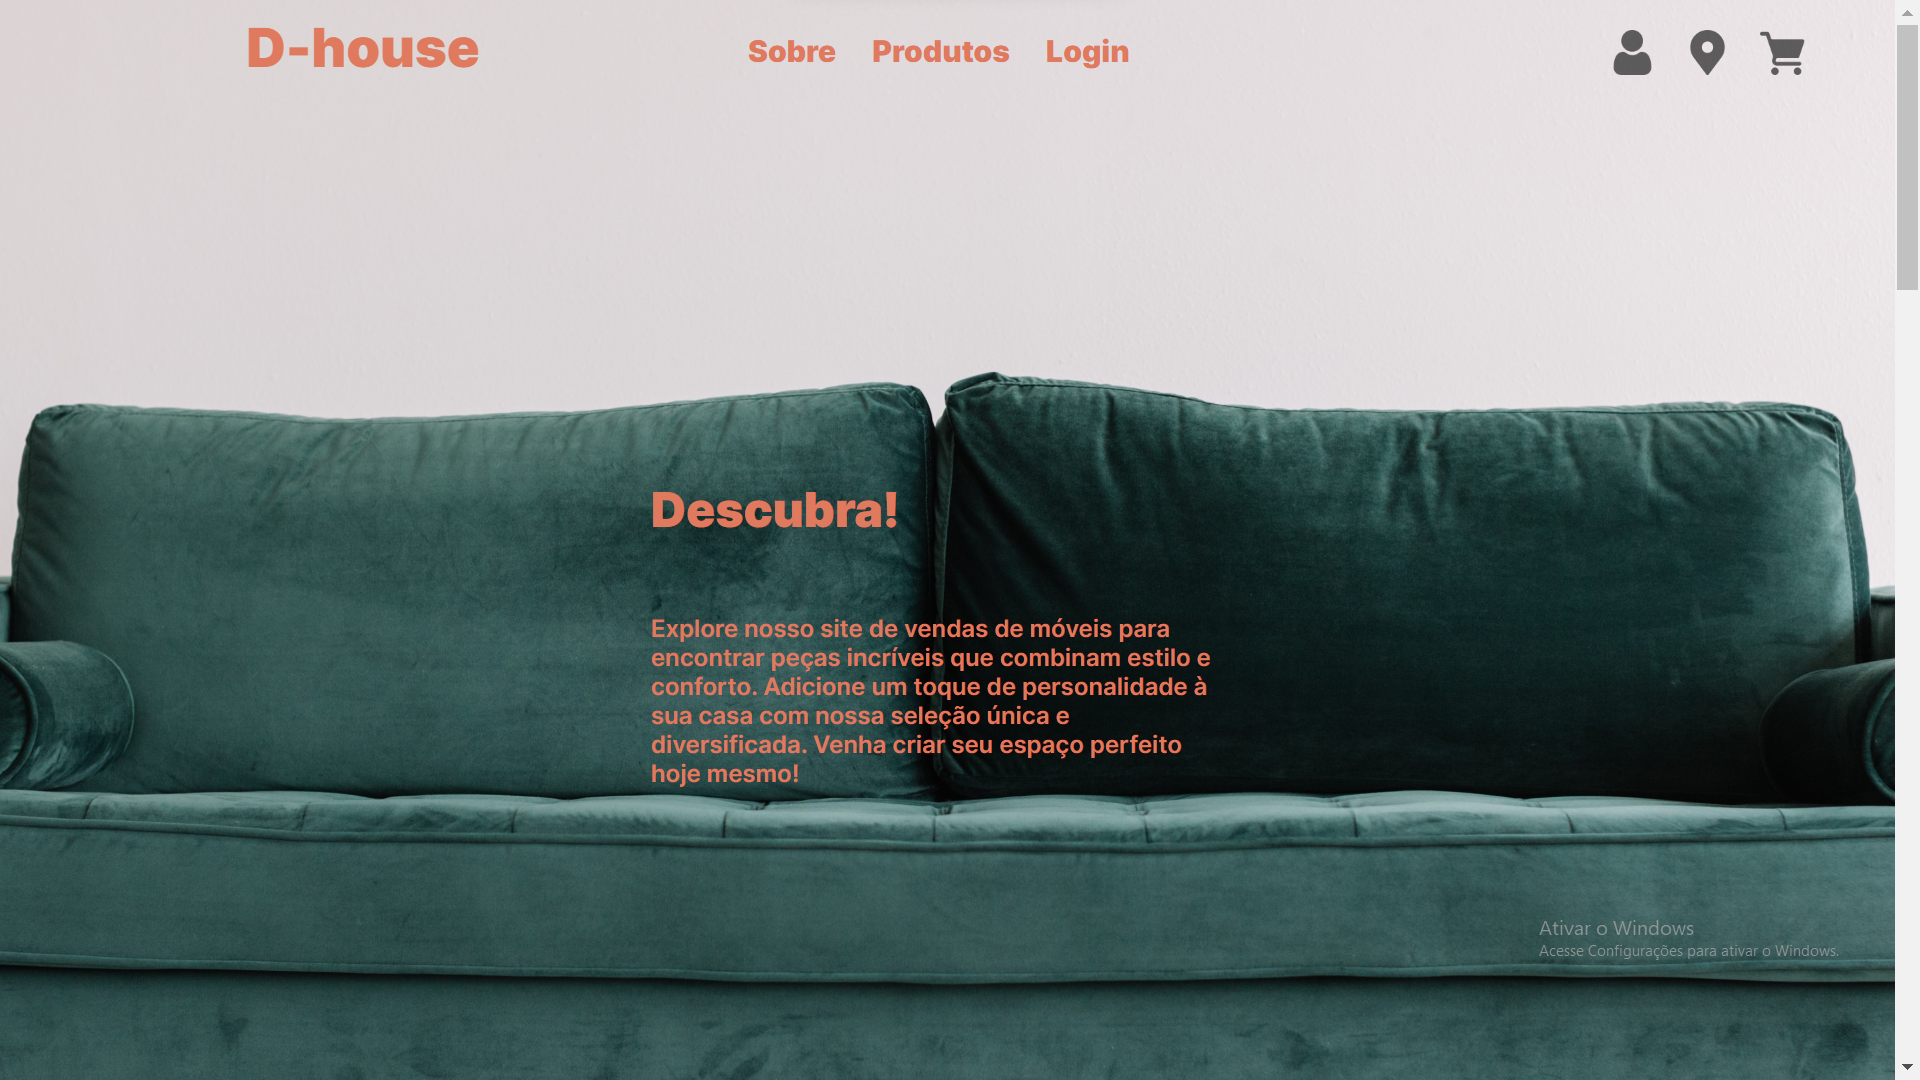 D-house
Sobre Produtos Login
Descubra!
Explore nosso site de vendas de móveis para
encontrar peças incríveis que combinam estilo e
conforto. Adicione um toque de personalidade à
sua casa com nossa seleção única e
diversificada. Venha criar seu espaço perfeito
hoje mesmo!
Ativar o Windows
Acesse Configurações para ativar o Windows.